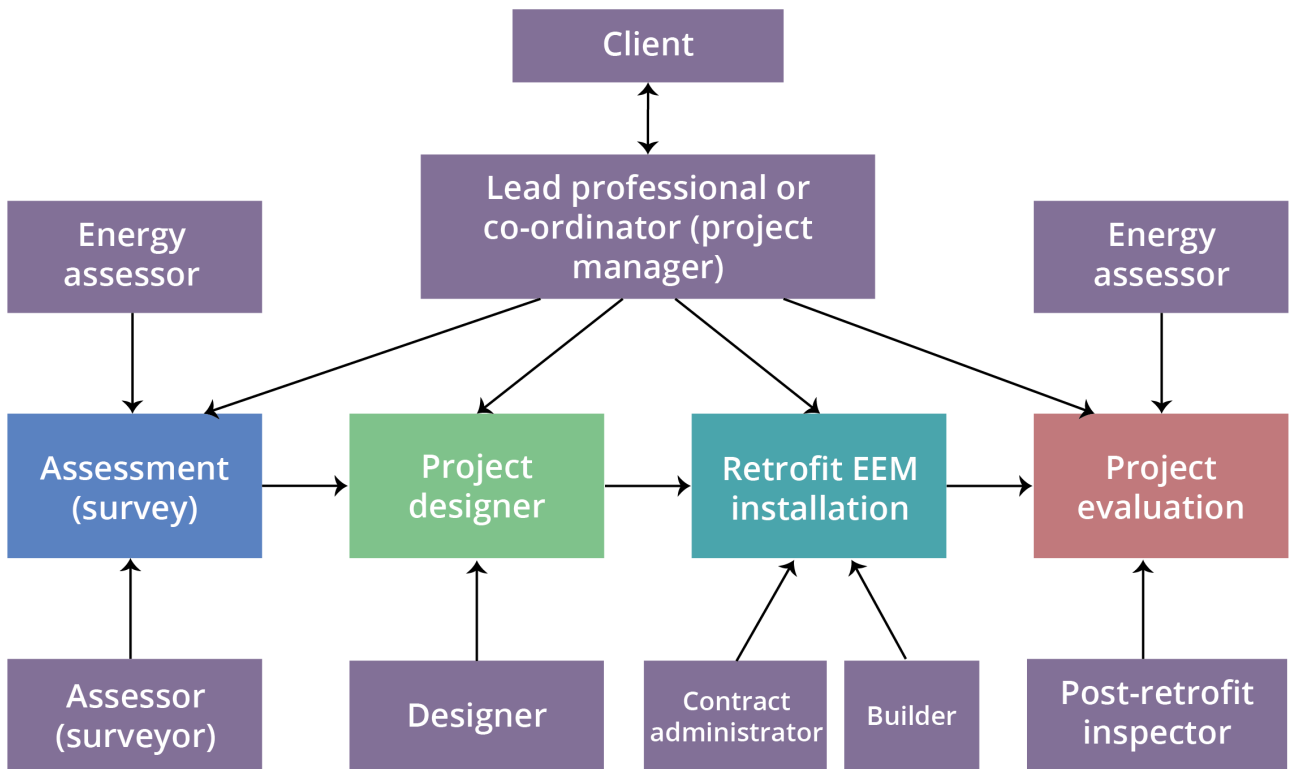 Client
Lead professional or
co-ordinator (project
manager)
Energy
assessor
Energy
assessor
Assessment
(survey)
Project
designer
Retrofit EEM
installation
Project
evaluation
Assessor
(surveyor)
Designer
Contract
administrator
Builder
Post-retrofit
inspector